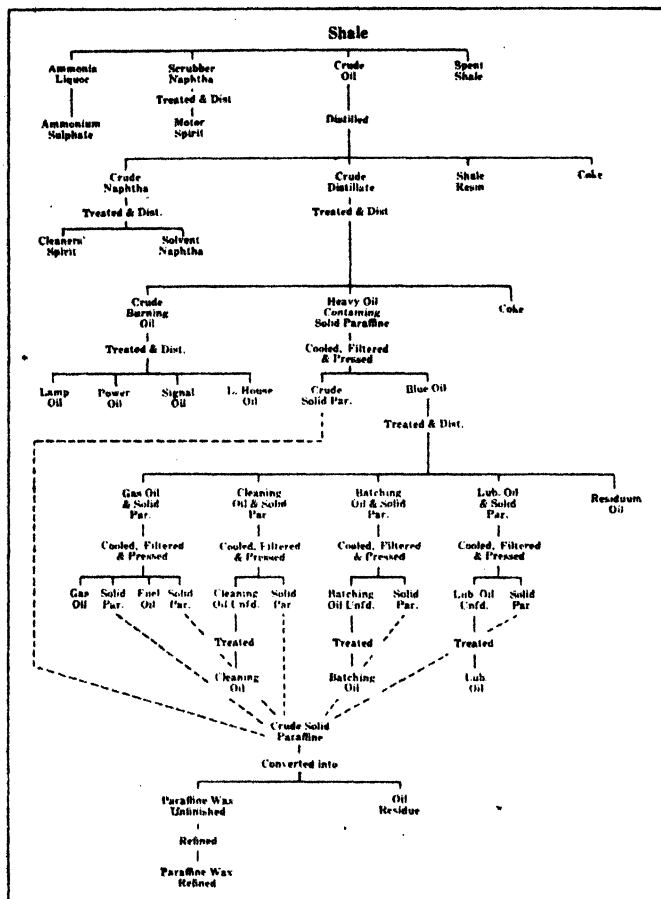 Shale
Ammonia Scrubber Crude Spent
Liquor Naphtha Oil Shale
Treated & Dist
Ammonium Motor Distilled
Sulphate Spirit
Crude Crude Shale Coke
Naphtha Distillate Resin
Treated & Dist. Treated & Dist
Cleaners' Solvent
Spirit Naphtha
Crude Heavy Oil Coke
Burning Containing
Oil Solid Paraffine
Treated & Dist. Cooled, Filtered
& Pressed
Lamp Power Signal L. House Crude Blue Oil
Oil Oil Oil Oil Solid Par.
Treated & Dist.
Gas Oil Cleaning Batching Lub. Oil Residuum
& Solid Oil & Solid Oil & Solid & Solid Oil
Par. Par Par. Par.
Cooled, Filtered Cooled, Filtered Cooled, Filtered Cooled, Filtered
& Pressed & Pressed & Pressed & Pressed
Gas Solid Fuel Solid Cleaning Solid Batching Solid Lub. Oil Solid
Oil Par. Oil Par. Oil Unfd. Par Oil Unfd. Par. Unfd. Par
Treated Treated Treated
Cleaning Batching Lub.
Oil Oil Oil
Crude Solid
Paraffine
Converted into
Paraffine Wax Oil
Unfinished Residue
Refined
Paraffine Wax
Refined